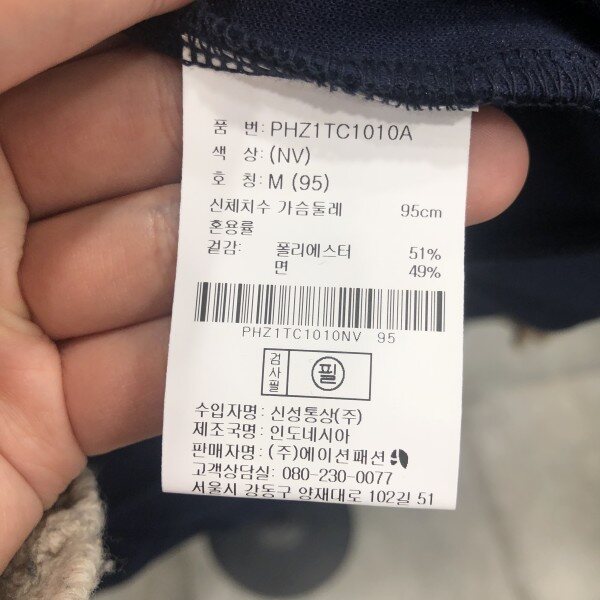 품 번: PHZ1TC1010A
색 상: (NV)
호 칭: M (95)
신체치수 가슴둘레 95cm
혼용률
겉감: 폴리에스터 51%
면 49%
PHZ1TC1010NV 95
검사필 필
수입자명: 신성통상(주)
제조국명: 인도네시아
판매자명: (주)에이션패션
고객상담실: 080-230-0077
서울시 강동구 양재대로 102길 51